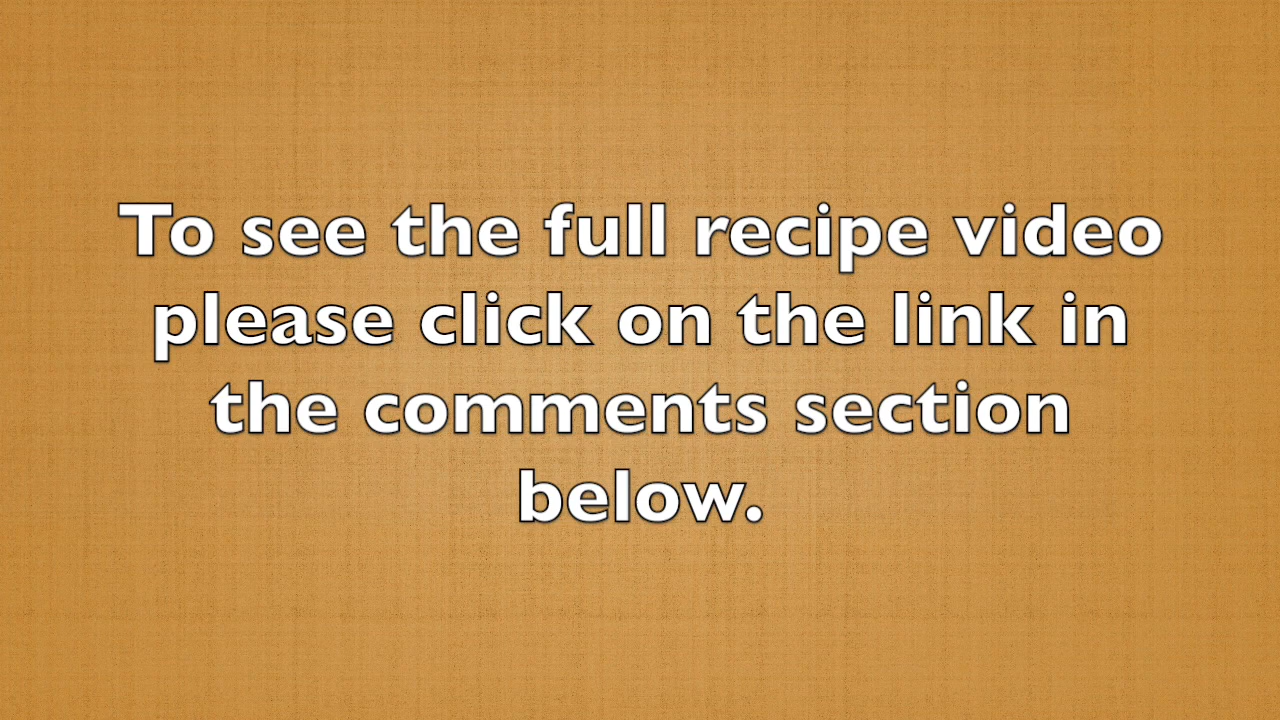 To see the full recipe video
please click on the link in
the comments section
below.